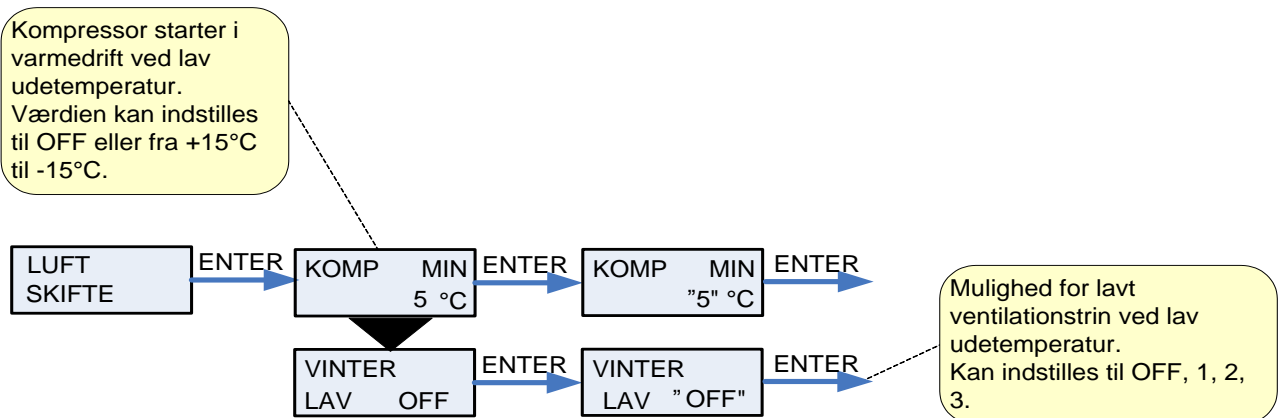 Kompressor starter i
varmedrift ved lav
udetemperatur.
Værdien kan indstilles
til OFF eller fra +15°C
til -15°C.
LUFT
SKIFTE
ENTER
KOMP MIN
5 °C
ENTER
KOMP MIN
"5" °C
ENTER
VINTER
LAV OFF
ENTER
VINTER
LAV "OFF"
ENTER
Mulighed for lavt
ventilationstrin ved lav
udetemperatur.
Kan indstilles til OFF, 1, 2,
3.